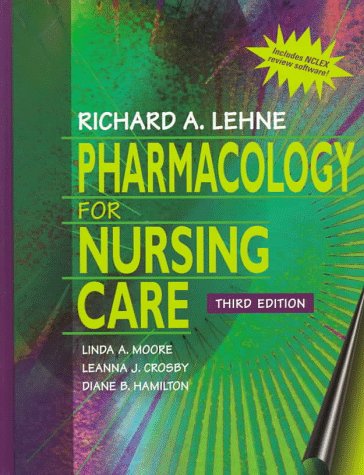 Includes NCLEX
review software!
RICHARD A. LEHNE
PHARMACOLOGY
FOR
NURSING
CARE
THIRD EDITION
LINDA A. MOORE
LEANNA J. CROSBY
DIANE B. HAMILTON